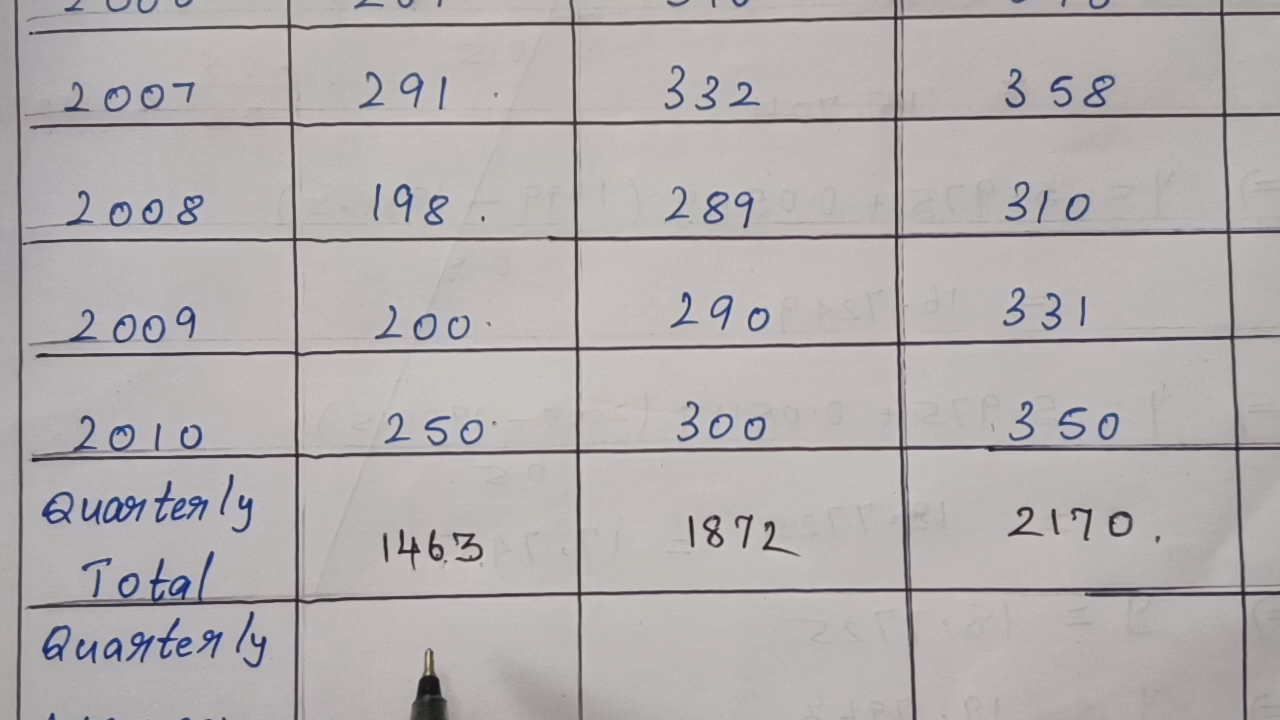 2007 291 332 358
2008 198 289 310
2009 200 290 331
2010 250 300 350
Quarterly
Total 1463 1872 2170
Quarterly